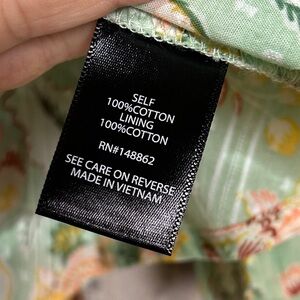 SELF
100%COTTON
LINING
100%COTTON
RN#148862
SEE CARE ON REVERSE
MADE IN VIETNAM